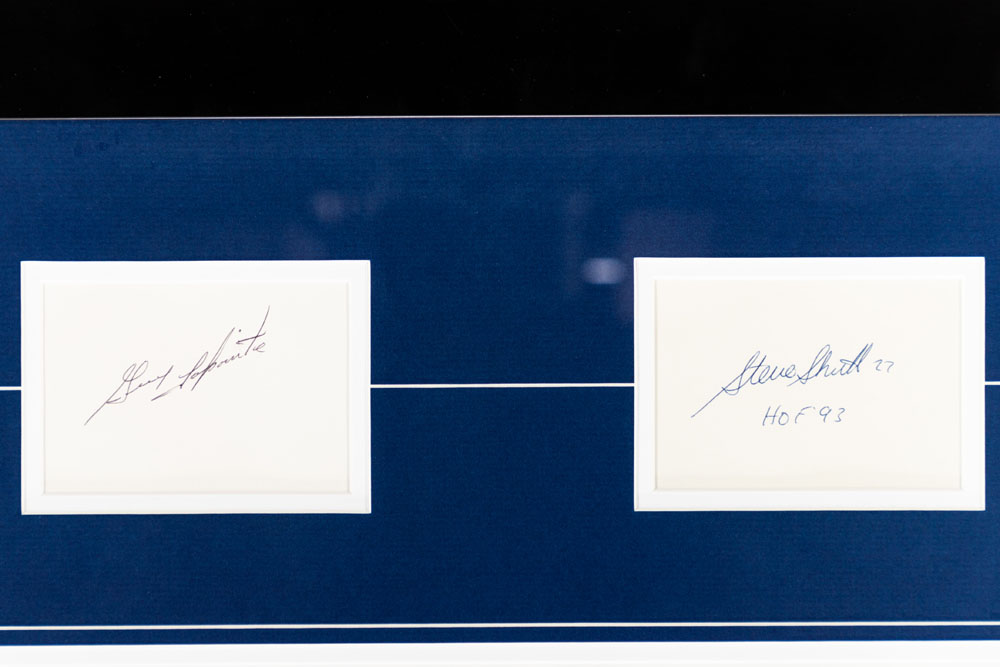 Guy Lapointe
Steve Shutt 22
HOF 93